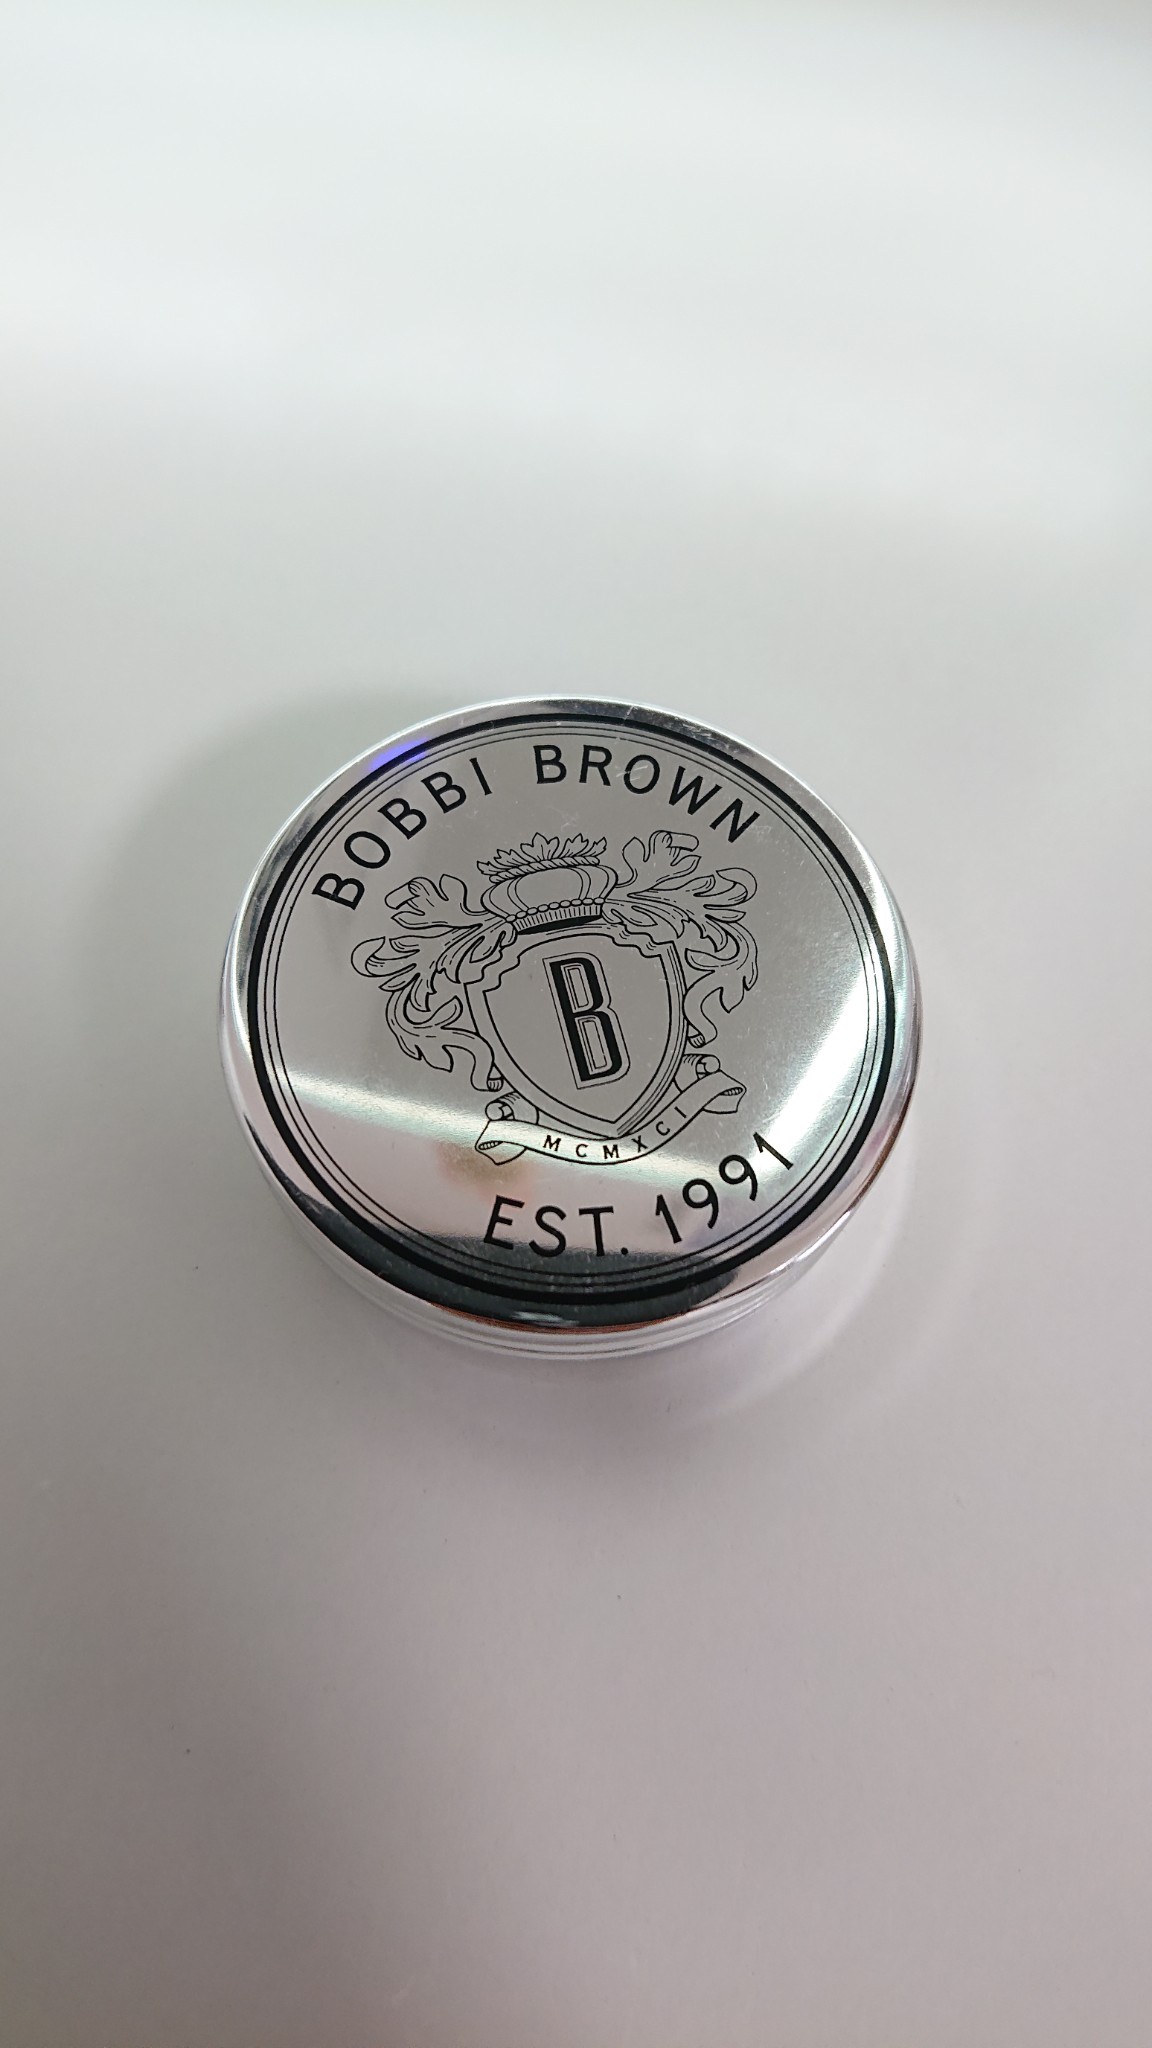 BOBBI BROWN
B
MCMXCI
EST. 1991